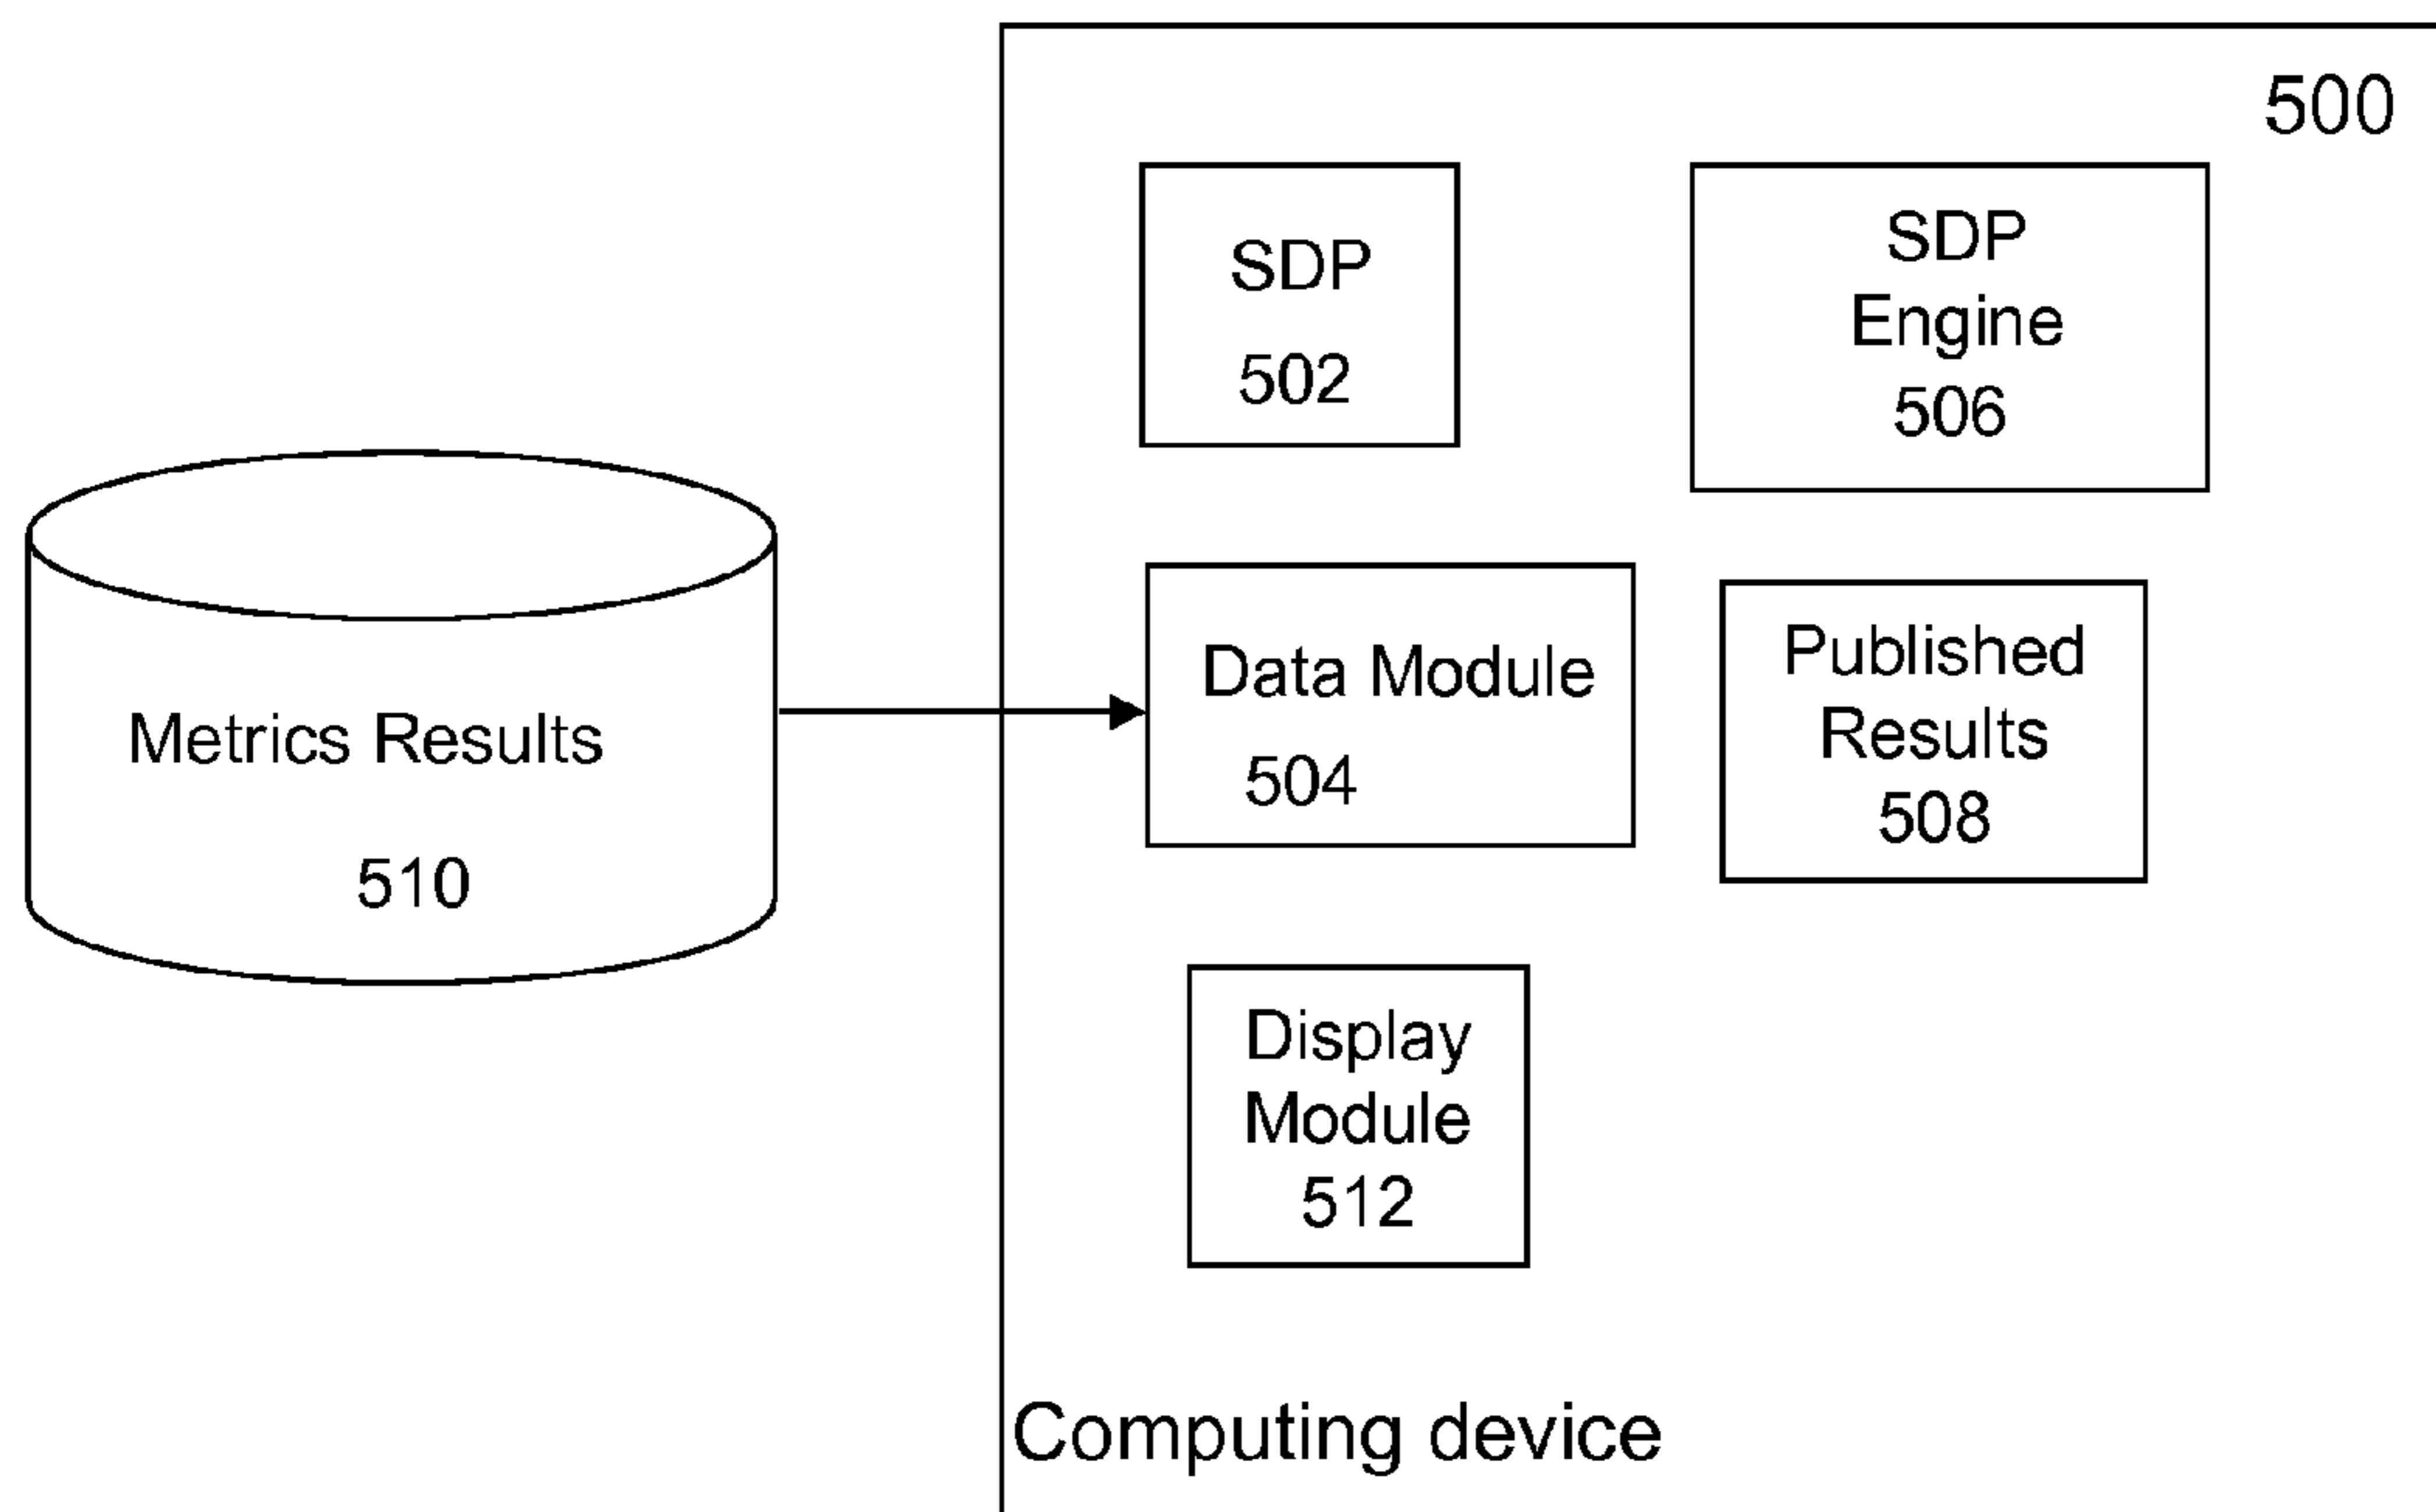 500
SDP
502
SDP
Engine
506
Metrics Results
510
Data Module
504
Published
Results
508
Display
Module
512
Computing device